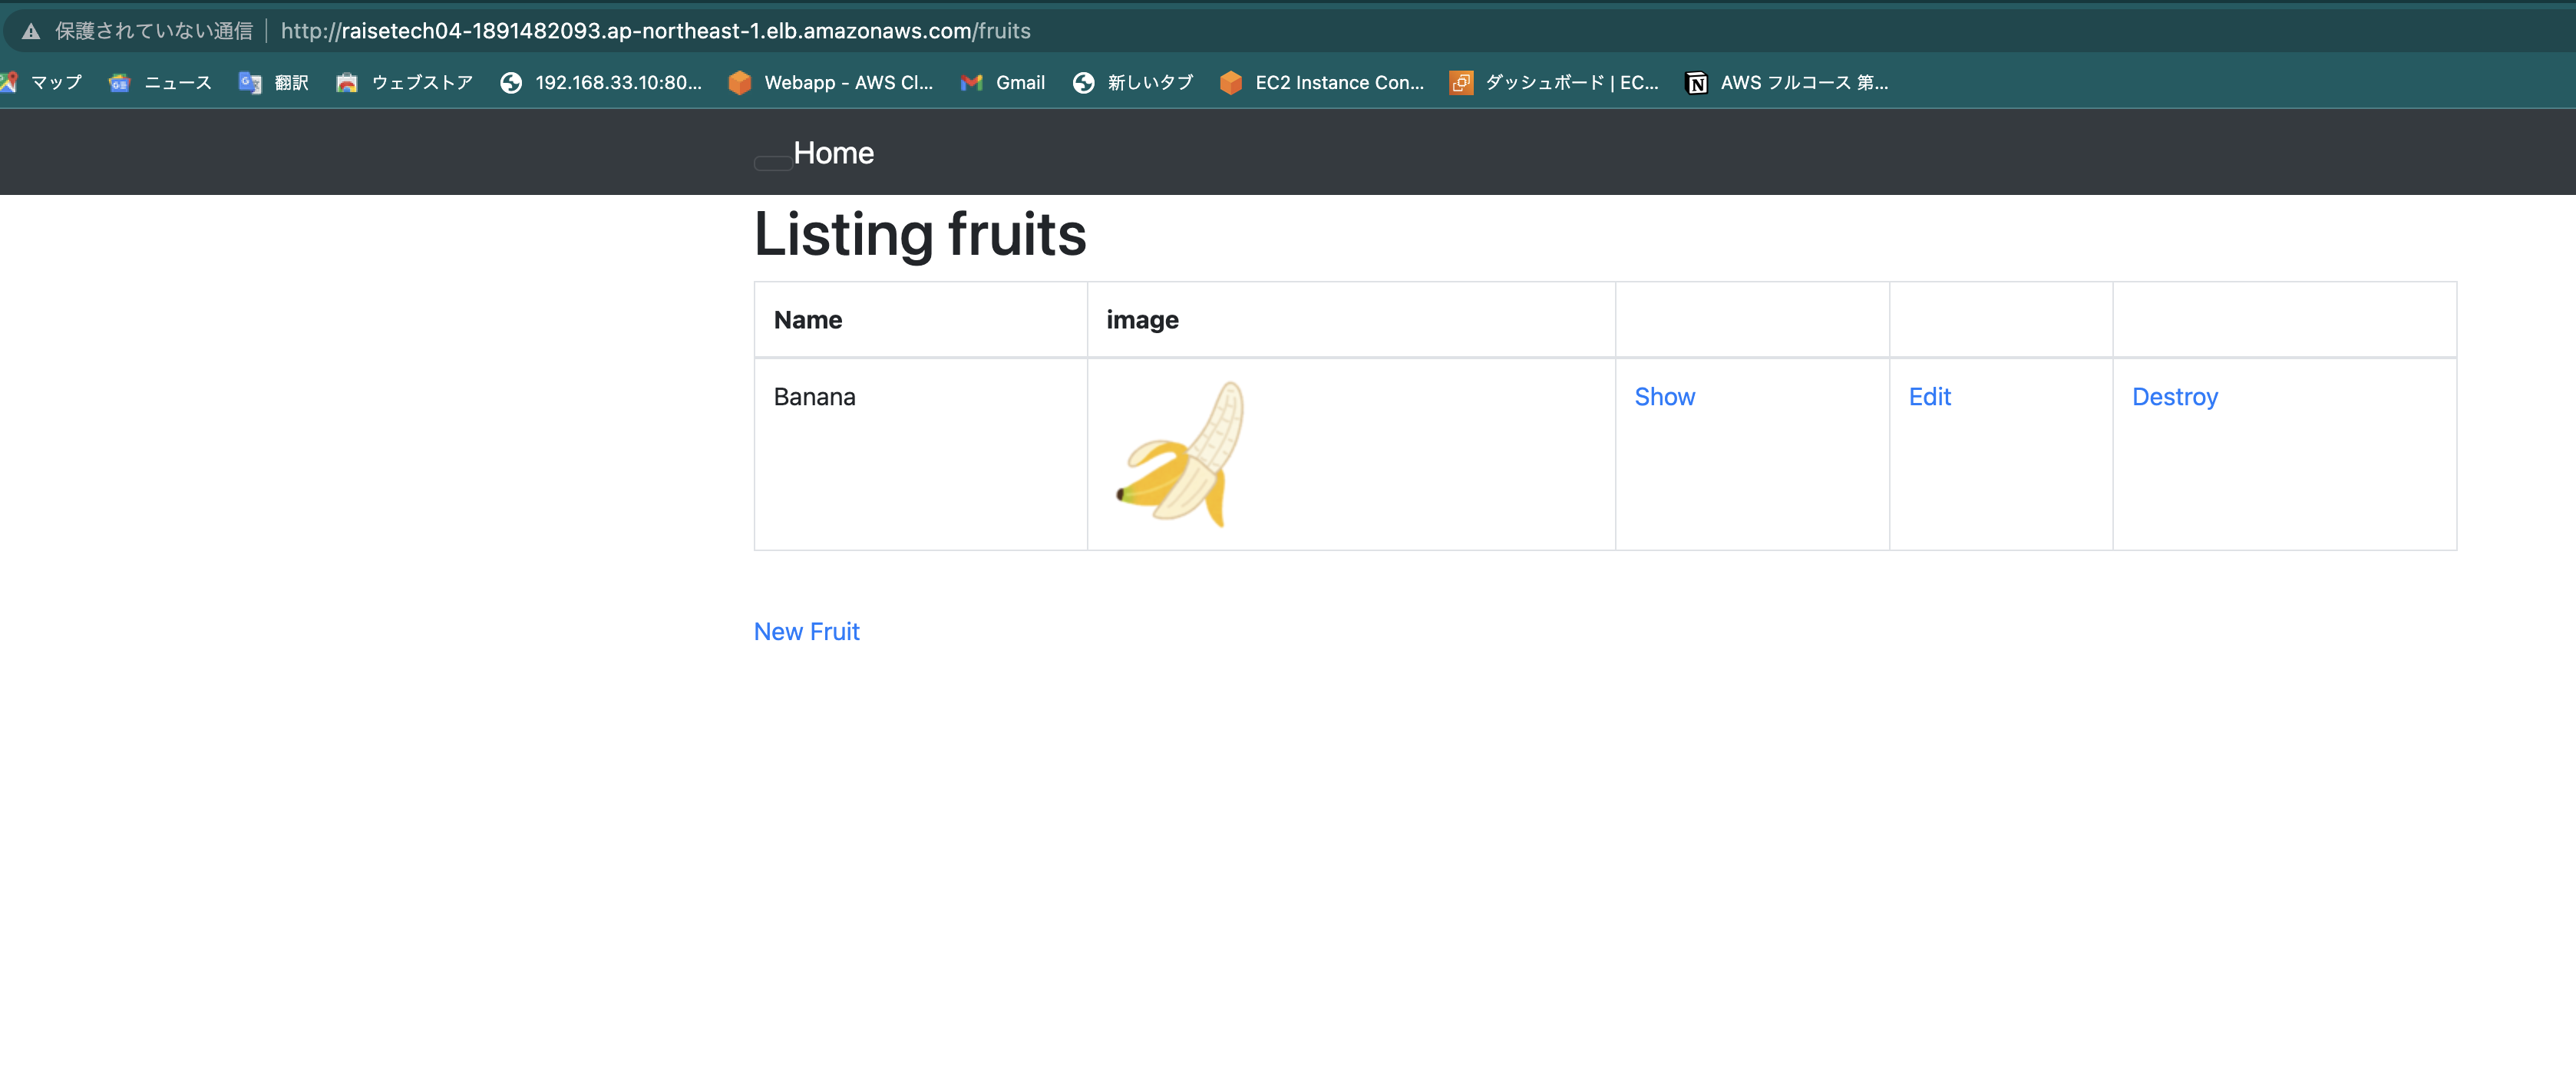 保護されていない通信 | http://raisetech04-1891482093.ap-northeast-1.elb.amazonaws.com/fruits
マップ ニュース 翻訳 ウェブストア 192.168.33.10:80... Webapp - AWS Cl... Gmail 新しいタブ EC2 Instance Con... ダッシュボード | EC... AWS フルコース 第...
Home
Listing fruits
Name image
Banana Show Edit Destroy
New Fruit